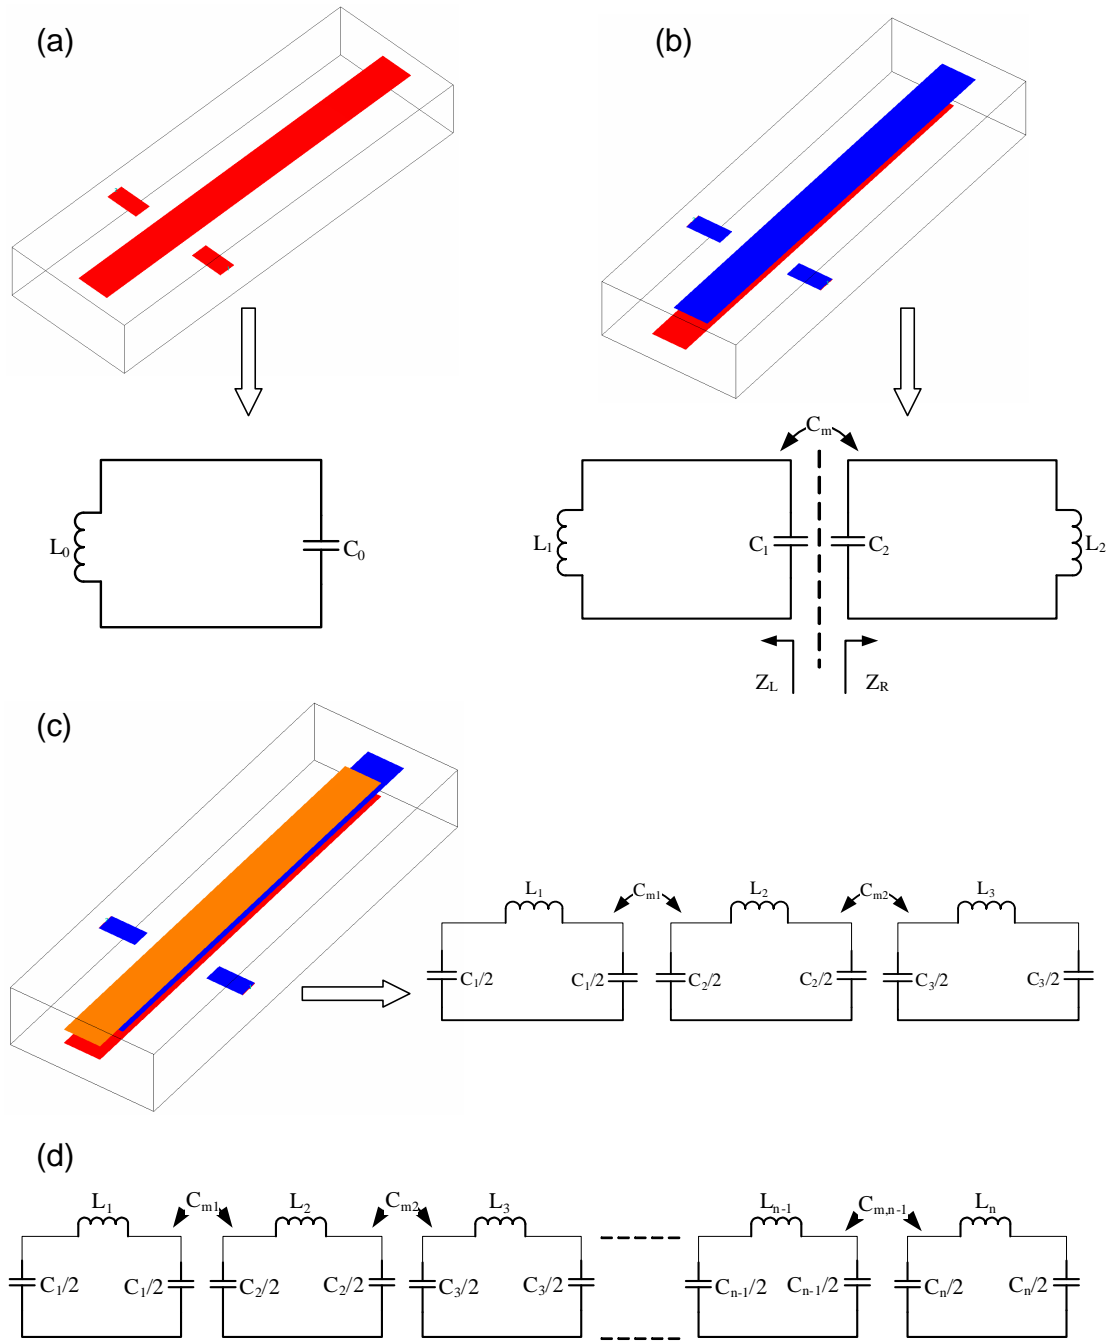 (a)
(b)
L₀
C₀
Cₘ
L₁
C₁
C₂
L₂
Z_L
Z_R
(c)
L₁
Cₘ₁
L₂
Cₘ₂
L₃
C₁/2
C₁/2
C₂/2
C₂/2
C₃/2
C₃/2
(d)
L₁
Cₘ₁
L₂
Cₘ₂
L₃
Lₙ₋₁
Cₘ,ₙ₋₁
Lₙ
C₁/2
C₁/2
C₂/2
C₂/2
C₃/2
C₃/2
Cₙ₋₁/2
Cₙ₋₁/2
Cₙ/2
Cₙ/2